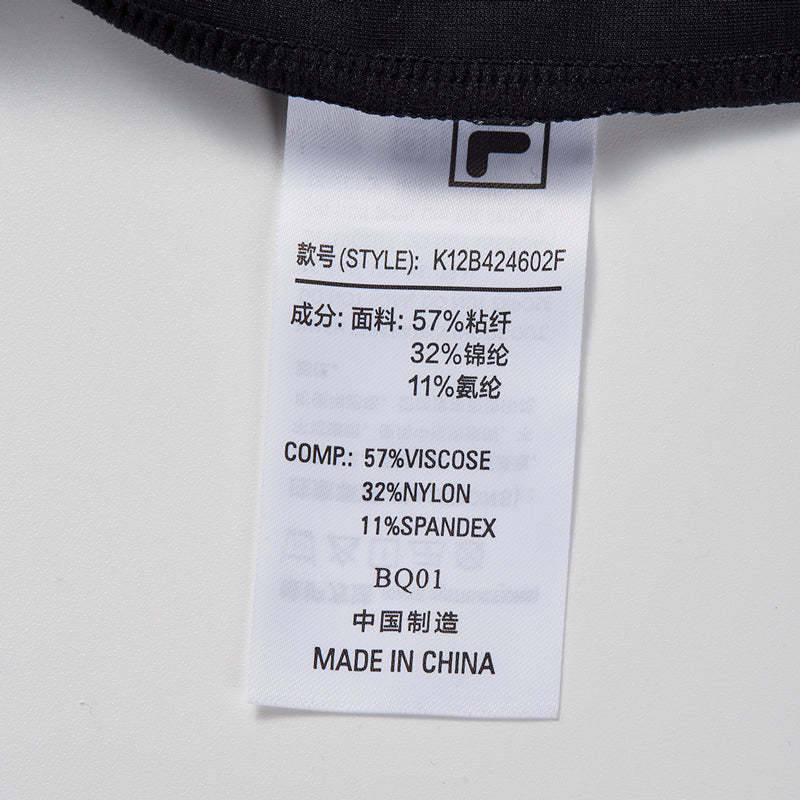 款号(STYLE): K12B424602F
成分: 面料: 57%粘纤
32%锦纶
11%氨纶
COMP.: 57%VISCOSE
32%NYLON
11%SPANDEX
BQ01
中国制造
MADE IN CHINA